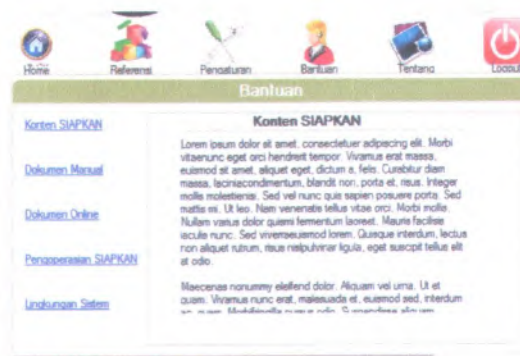 Home Referensi Pengaturan Bantuan Tentang Logout
Bantuan
Konten SIAPKAN
Dokumen Manual
Dokumen Online
Pengoperasian SIAPKAN
Lingkungan Sistem
Konten SIAPKAN
Lorem ipsum dolor sit amet, consectetuer adipiscing elit. Morbi
vitaenunc eget orci hendrerit tempor. Vivamus erat massa,
euismod sit amet, aliquet eget, dictum a, felis. Curabitur diam
massa, laciniacondimentum, blandit non, porta et, risus. Integer
mollis molestienisi. Sed vel nunc quis sapien posuere porta. Sed
mattis mi. Ut leo. Nam venenatis tellus vitae orci. Morbi mollis.
Nullam varius dolor quismi fermentum laoreet. Mauris facilisis
iaculis nunc. Sed viverraeuismod lorem. Quisque interdum, lectus
non aliquet rutrum, risus nislpulvinar ligula, eget suscipit tellus elit
at odio.
Maecenas nonummy eleifend dolor. Aliquam vel urna. Ut et
quam. Vivamus nunc erat, malesuada et, euismod sed, interdum